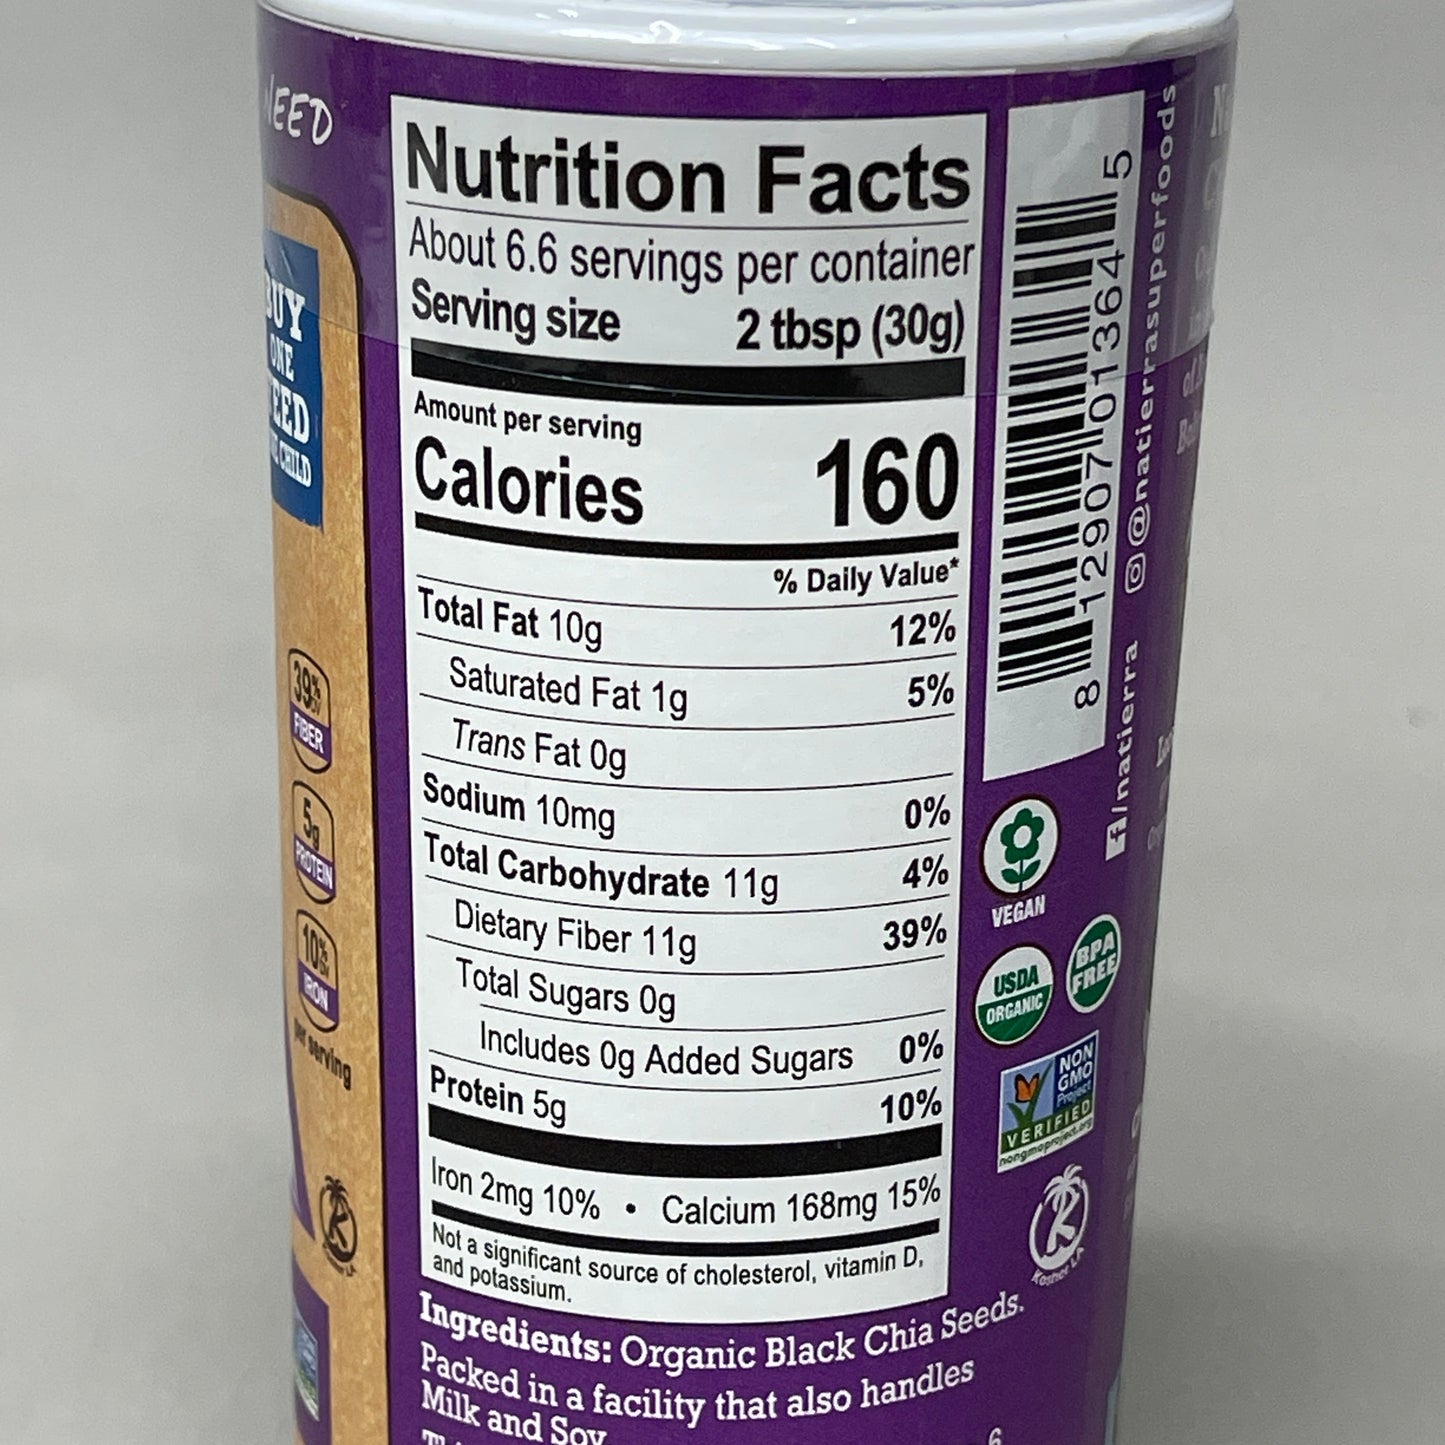 Nutrition Facts
About 6.6 servings per container
Serving size 2 tbsp (30g)
Amount per serving
Calories 160
% Daily Value*
Total Fat 10g 12%
Saturated Fat 1g 5%
Trans Fat 0g
Sodium 10mg 0%
Total Carbohydrate 11g 4%
Dietary Fiber 11g 39%
Total Sugars 0g
Includes 0g Added Sugars 0%
Protein 5g 10%
Iron 2mg 10% • Calcium 168mg 15%
Not a significant source of cholesterol, vitamin D,
and potassium.
Ingredients: Organic Black Chia Seeds.
Packed in a facility that also handles
Milk and Soy
BUY
ONE
CHILD
39%
FIBER
5g
PROTEIN
10%
IRON
per serving
8 12907 01364 5
/natierra @natierrasuperfoods
VEGAN
USDA
ORGANIC
BPA
FREE
NON
GMO
Project
VERIFIED
nongmoproject.org
K
Kosher LA